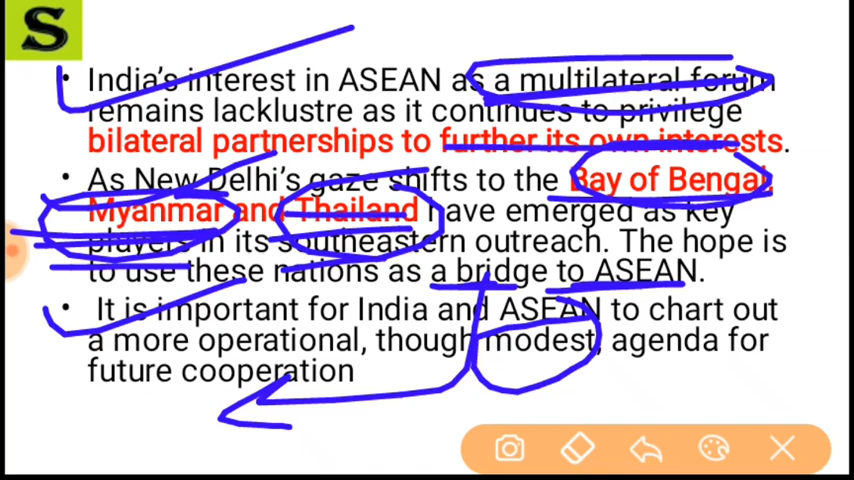 S
• India's interest in ASEAN as a multilateral forum
remains lacklustre as it continues to privilege
bilateral partnerships to further its own interests.
• As New Delhi's gaze shifts to the Bay of Bengal,
Myanmar and Thailand have emerged as key
players in its southeastern outreach. The hope is
to use these nations as a bridge to ASEAN.
• It is important for India and ASEAN to chart out
a more operational, though modest, agenda for
future cooperation